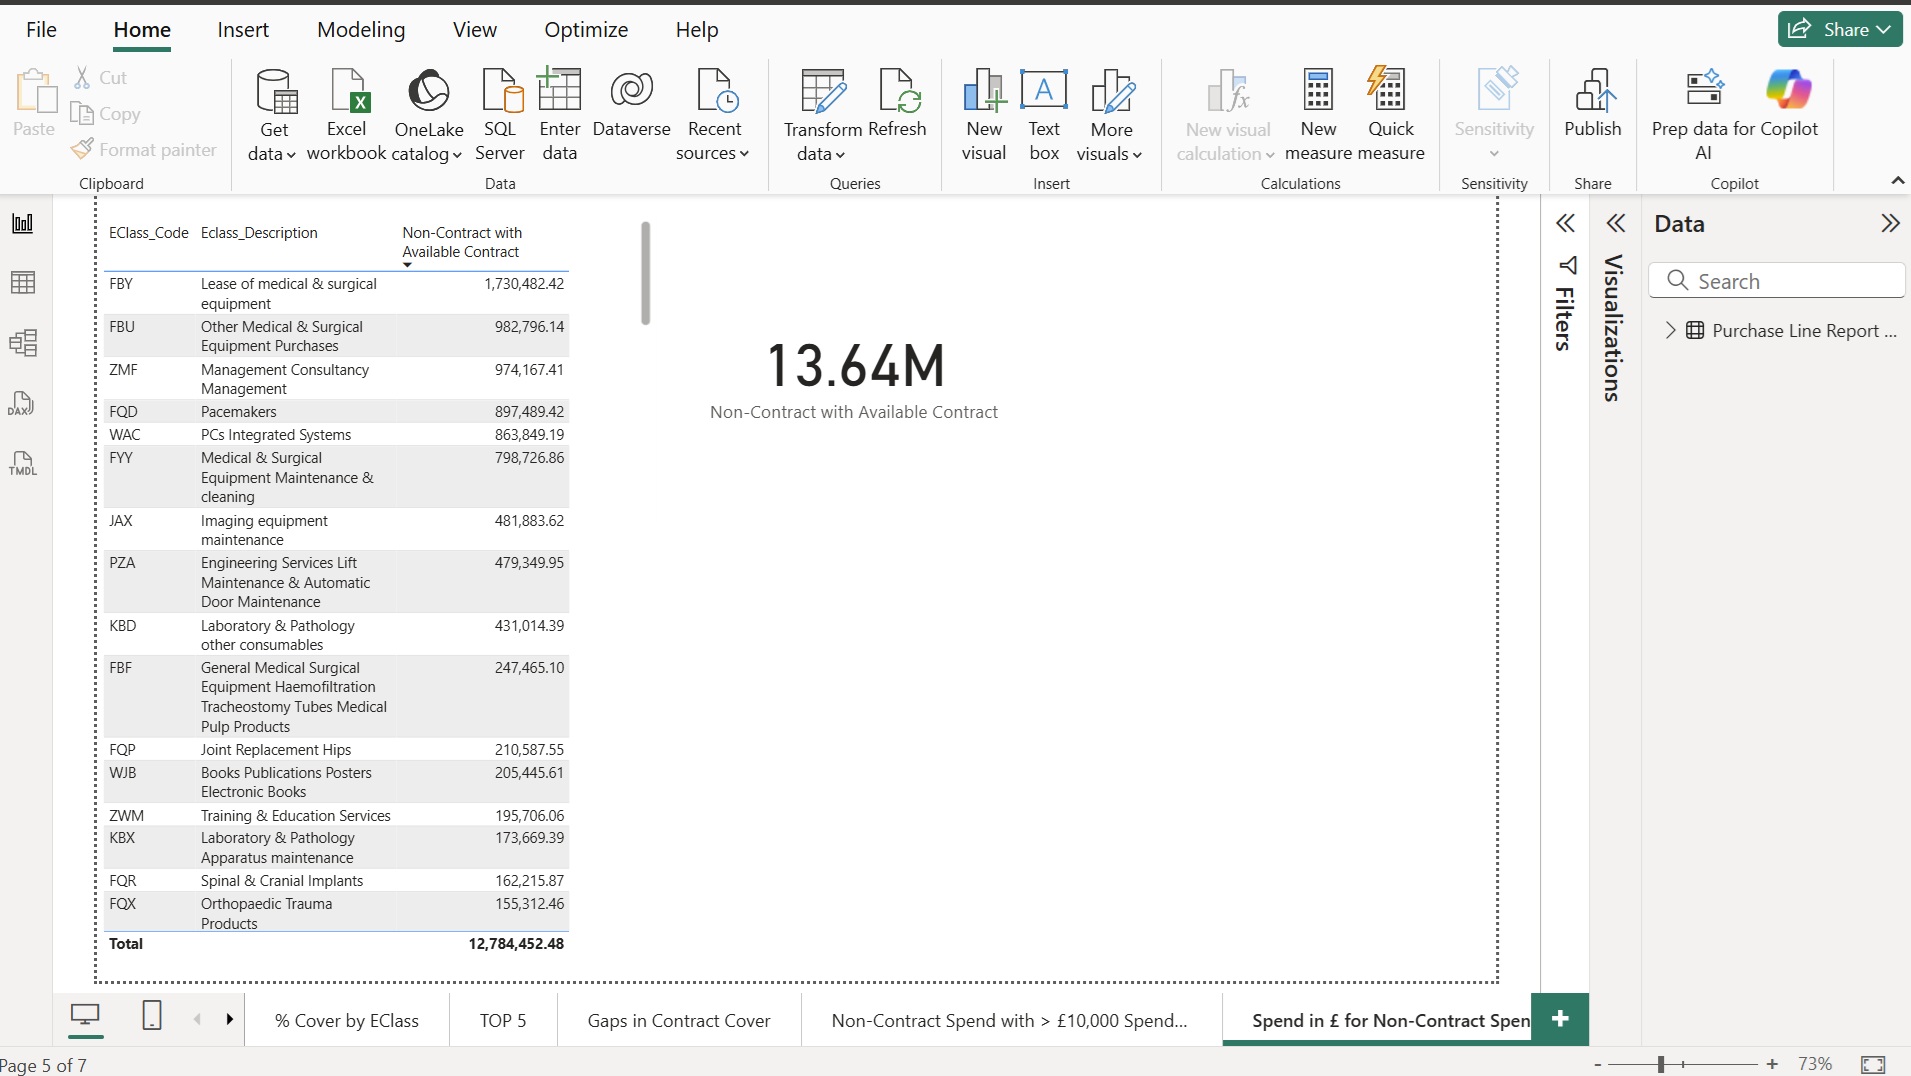 File Home Insert Modeling View Optimize Help Share
Paste
Cut
Copy
Format painter
Clipboard
Get data
Excel workbook
OneLake catalog
SQL Server
Enter data
Dataverse
Recent sources
Data
Transform data
Refresh
Queries
New visual
Text box
More visuals
Insert
New visual calculation
New measure
Quick measure
Calculations
Sensitivity
Sensitivity
Publish
Share
Prep data for AI
Copilot
Copilot
DAX
TMDL
EClass_Code Eclass_Description Non-Contract with
Available Contract
FBY Lease of medical & surgical 1,730,482.42
equipment
FBU Other Medical & Surgical 982,796.14
Equipment Purchases
ZMF Management Consultancy 974,167.41
Management
FQD Pacemakers 897,489.42
WAC PCs Integrated Systems 863,849.19
FYY Medical & Surgical 798,726.86
Equipment Maintenance &
cleaning
JAX Imaging equipment 481,883.62
maintenance
PZA Engineering Services Lift 479,349.95
Maintenance & Automatic
Door Maintenance
KBD Laboratory & Pathology 431,014.39
other consumables
FBF General Medical Surgical 247,465.10
Equipment Haemofiltration
Tracheostomy Tubes Medical
Pulp Products
FQP Joint Replacement Hips 210,587.55
WJB Books Publications Posters 205,445.61
Electronic Books
ZWM Training & Education Services 195,706.06
KBX Laboratory & Pathology 173,669.39
Apparatus maintenance
FQR Spinal & Cranial Implants 162,215.87
FQX Orthopaedic Trauma 155,312.46
Products
Total 12,784,452.48
13.64M
Non-Contract with Available Contract
Filters
Visualizations
Data
Search
Purchase Line Report ...
% Cover by EClass
TOP 5
Gaps in Contract Cover
Non-Contract Spend with > £10,000 Spend...
Spend in £ for Non-Contract Spen
Page 5 of 7
- + 73%